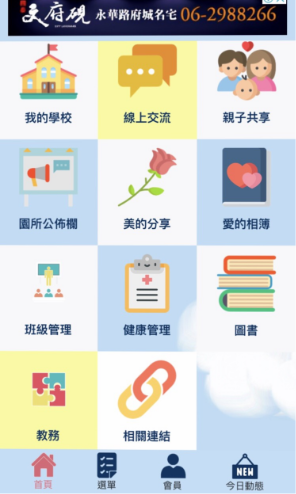 文府硯 永華路府城名宅 06-2988266
我的學校
線上交流
親子共享
園所公佈欄
美的分享
愛的相薄
班級管理
健康管理
圖書
教務
相關連結
首頁
選單
會員
NEW
今日動態